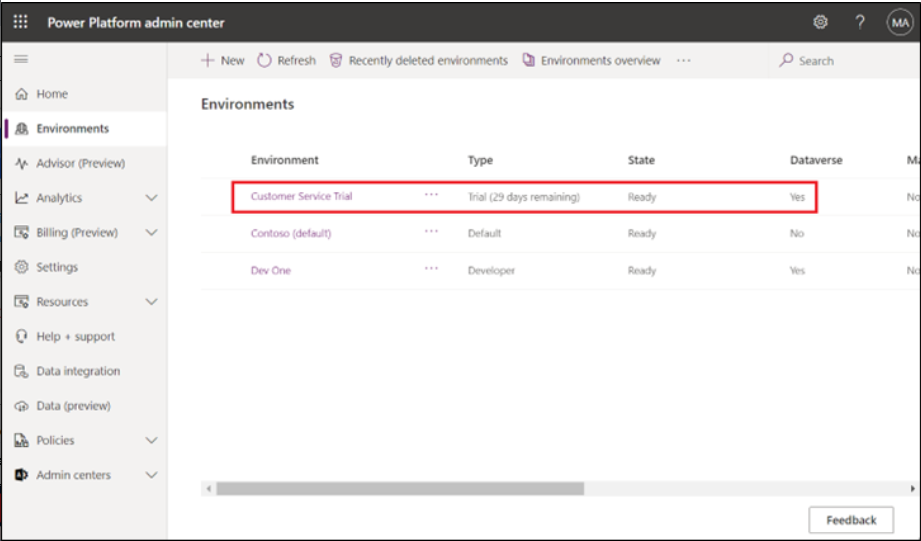 Power Platform admin center
?
MA
New Refresh Recently deleted environments Environments overview ... Search
Home
Environments
Advisor (Preview)
Analytics
Billing (Preview)
Settings
Resources
Help + support
Data integration
Data (preview)
Policies
Admin centers
Environments
Environment Type State Dataverse Ma
Customer Service Trial ... Trial (29 days remaining) Ready Yes No
Contoso (default) ... Default Ready No No
Dev One ... Developer Ready Yes No
Feedback